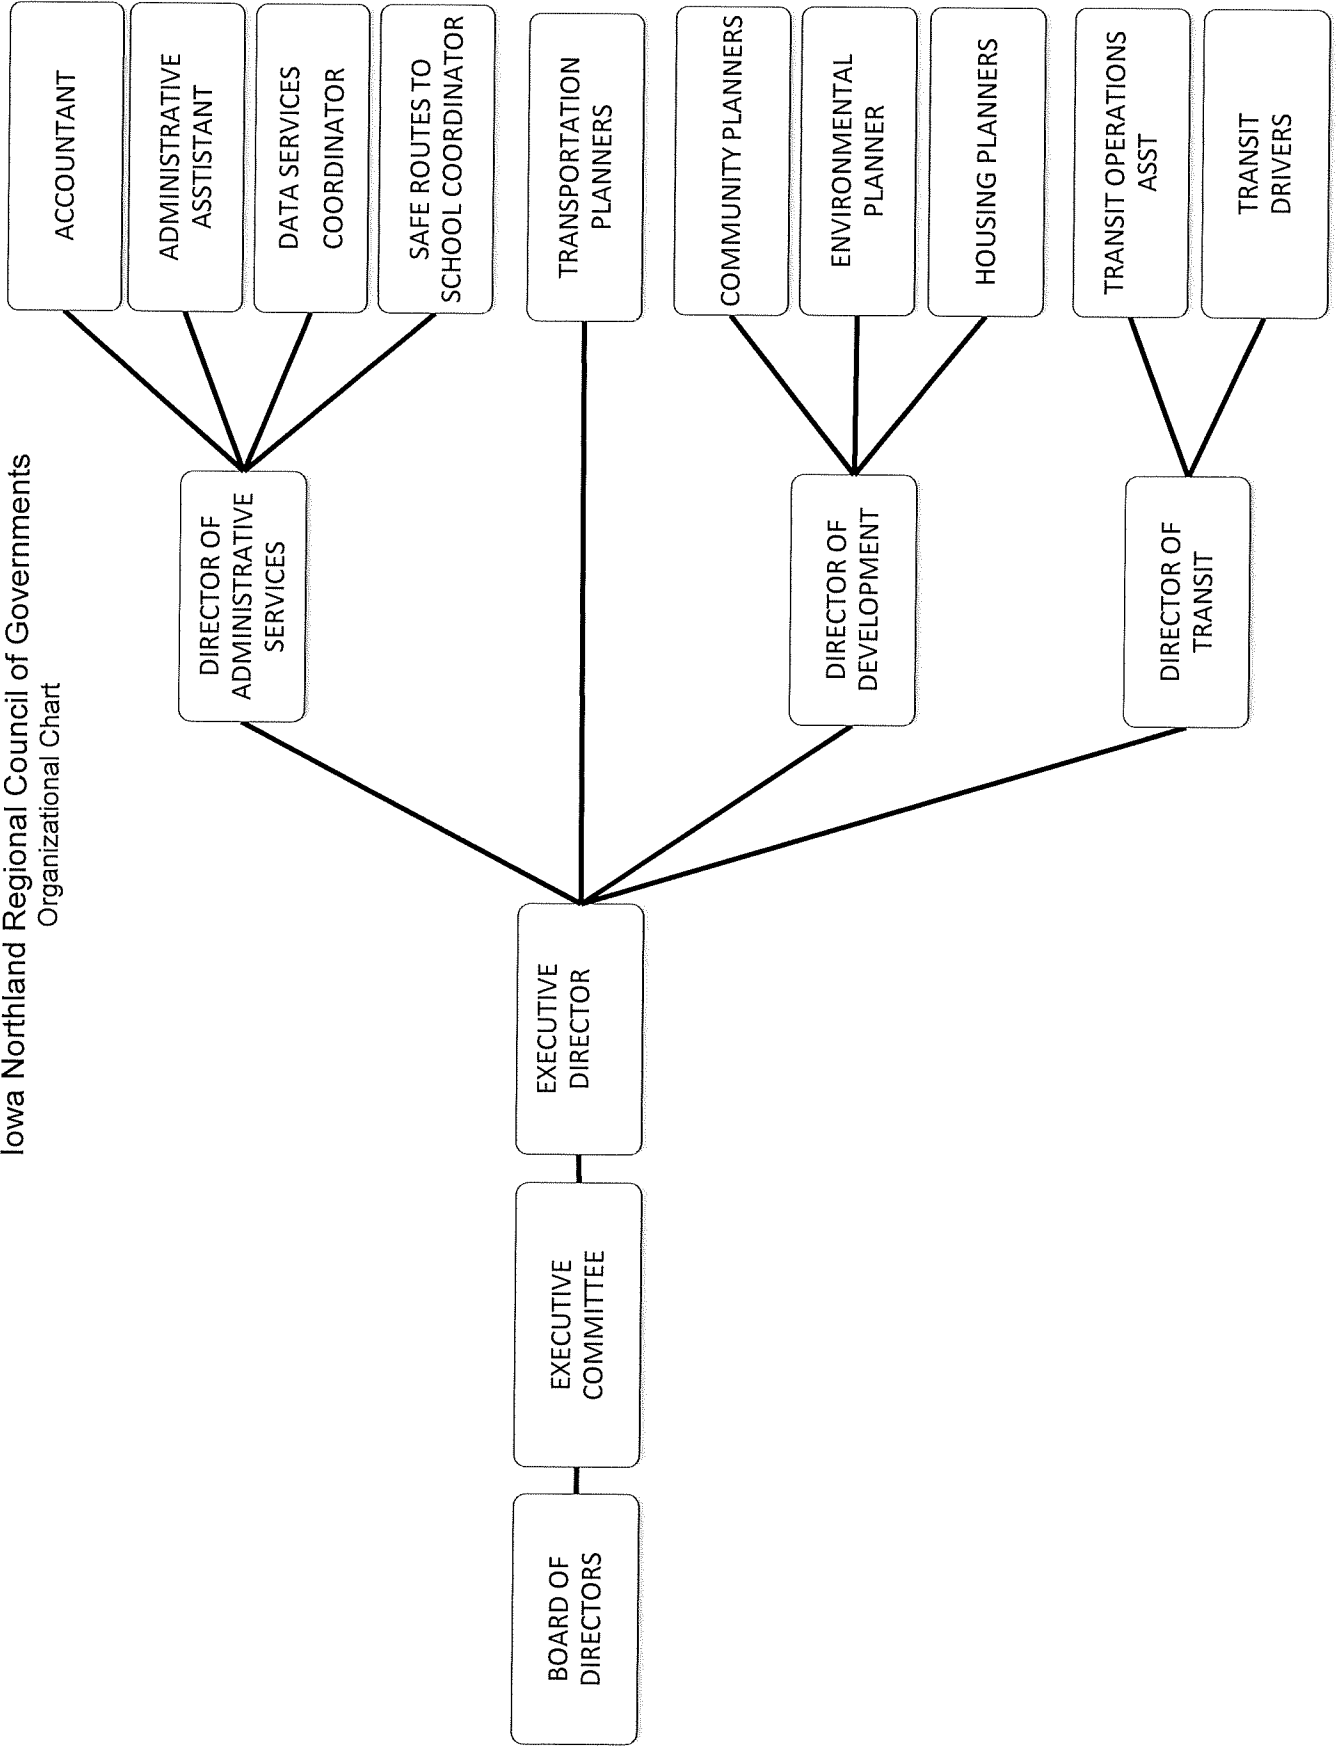 Iowa Northland Regional Council of Governments
Organizational Chart
BOARD OF
DIRECTORS
EXECUTIVE
COMMITTEE
EXECUTIVE
DIRECTOR
DIRECTOR OF
ADMINISTRATIVE
SERVICES
DIRECTOR OF
DEVELOPMENT
DIRECTOR OF
TRANSIT
ACCOUNTANT
ADMINISTRATIVE
ASSTISTANT
DATA SERVICES
COORDINATOR
SAFE ROUTES TO
SCHOOL COORDINATOR
TRANSPORTATION
PLANNERS
COMMUNITY PLANNERS
ENVIRONMENTAL
PLANNER
HOUSING PLANNERS
TRANSIT OPERATIONS
ASST
TRANSIT
DRIVERS